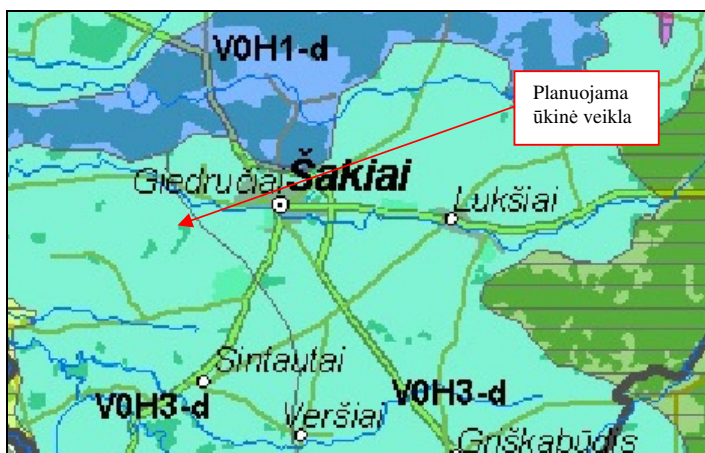 V0H1-d
Planuojama
ūkinė veikla
Giedručiai
Šakiai
Lukšiai
Sintautai
V0H3-d
V0H3-d
Veršiai
Griškabūdis